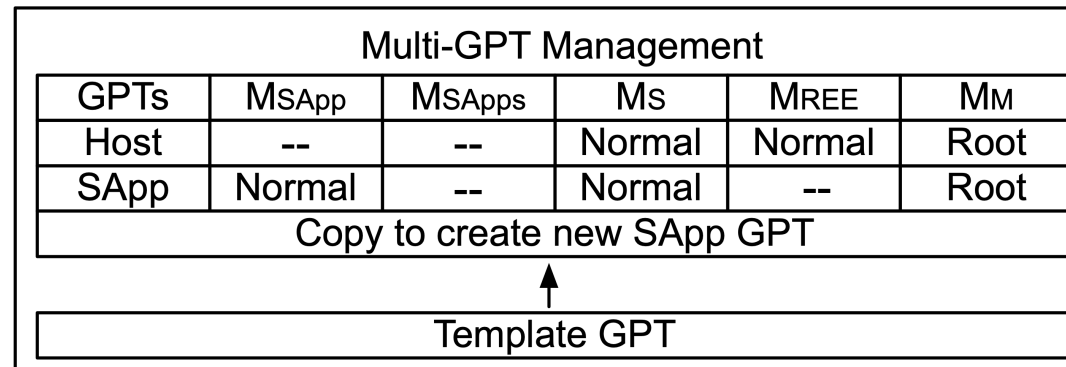 Multi-GPT Management
GPTs MSApp MSApps MS MREE MM
Host -- -- Normal Normal Root
SApp Normal -- Normal -- Root
Copy to create new SApp GPT
Template GPT